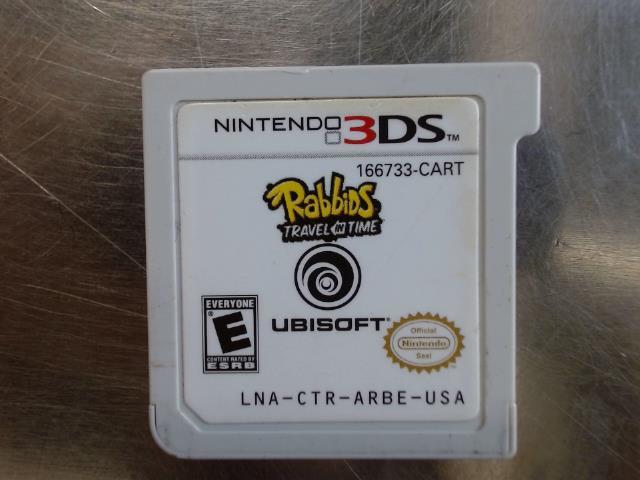 NINTENDO 3DS™
166733-CART
Rabbids
TRAVEL IN TIME
EVERYONE
E
CONTENT RATED BY
ESRB
UBISOFT
Official
Nintendo
Seal
LNA-CTR-ARBE-USA